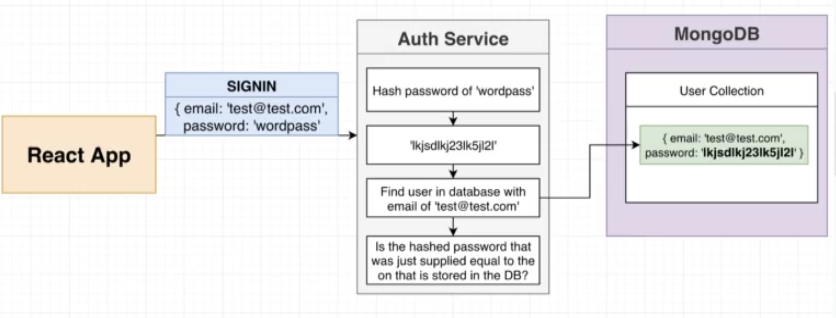 React App
SIGNIN
{ email: 'test@test.com',
password: 'wordpass'
Auth Service
Hash password of 'wordpass'
'lkjsdlkj23lk5jl2l'
Find user in database with
email of 'test@test.com'
Is the hashed password that
was just supplied equal to the
on that is stored in the DB?
MongoDB
User Collection
{ email: 'test@test.com',
password: 'lkjsdlkj23lk5jl2l' }